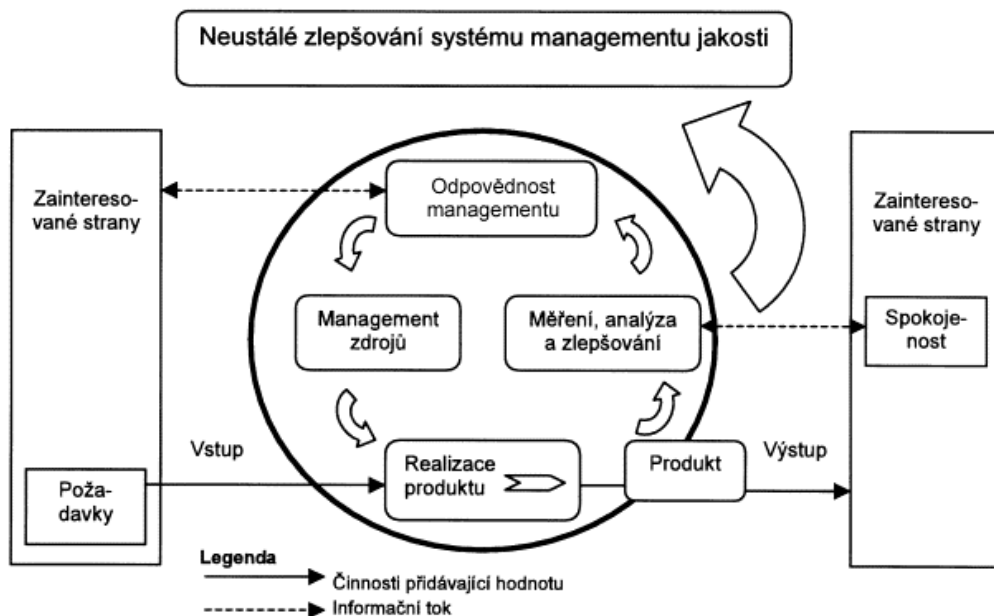 Neustálé zlepšování systému managementu jakosti
Zaintereso-
vané strany
Odpovědnost
managementu
Zaintereso-
vané strany
Management
zdrojů
Měření, analýza
a zlepšování
Spokoje-
nost
Vstup
Realizace
produktu
Produkt
Výstup
Poža-
davky
Legenda
Činnosti přidávající hodnotu
Informační tok